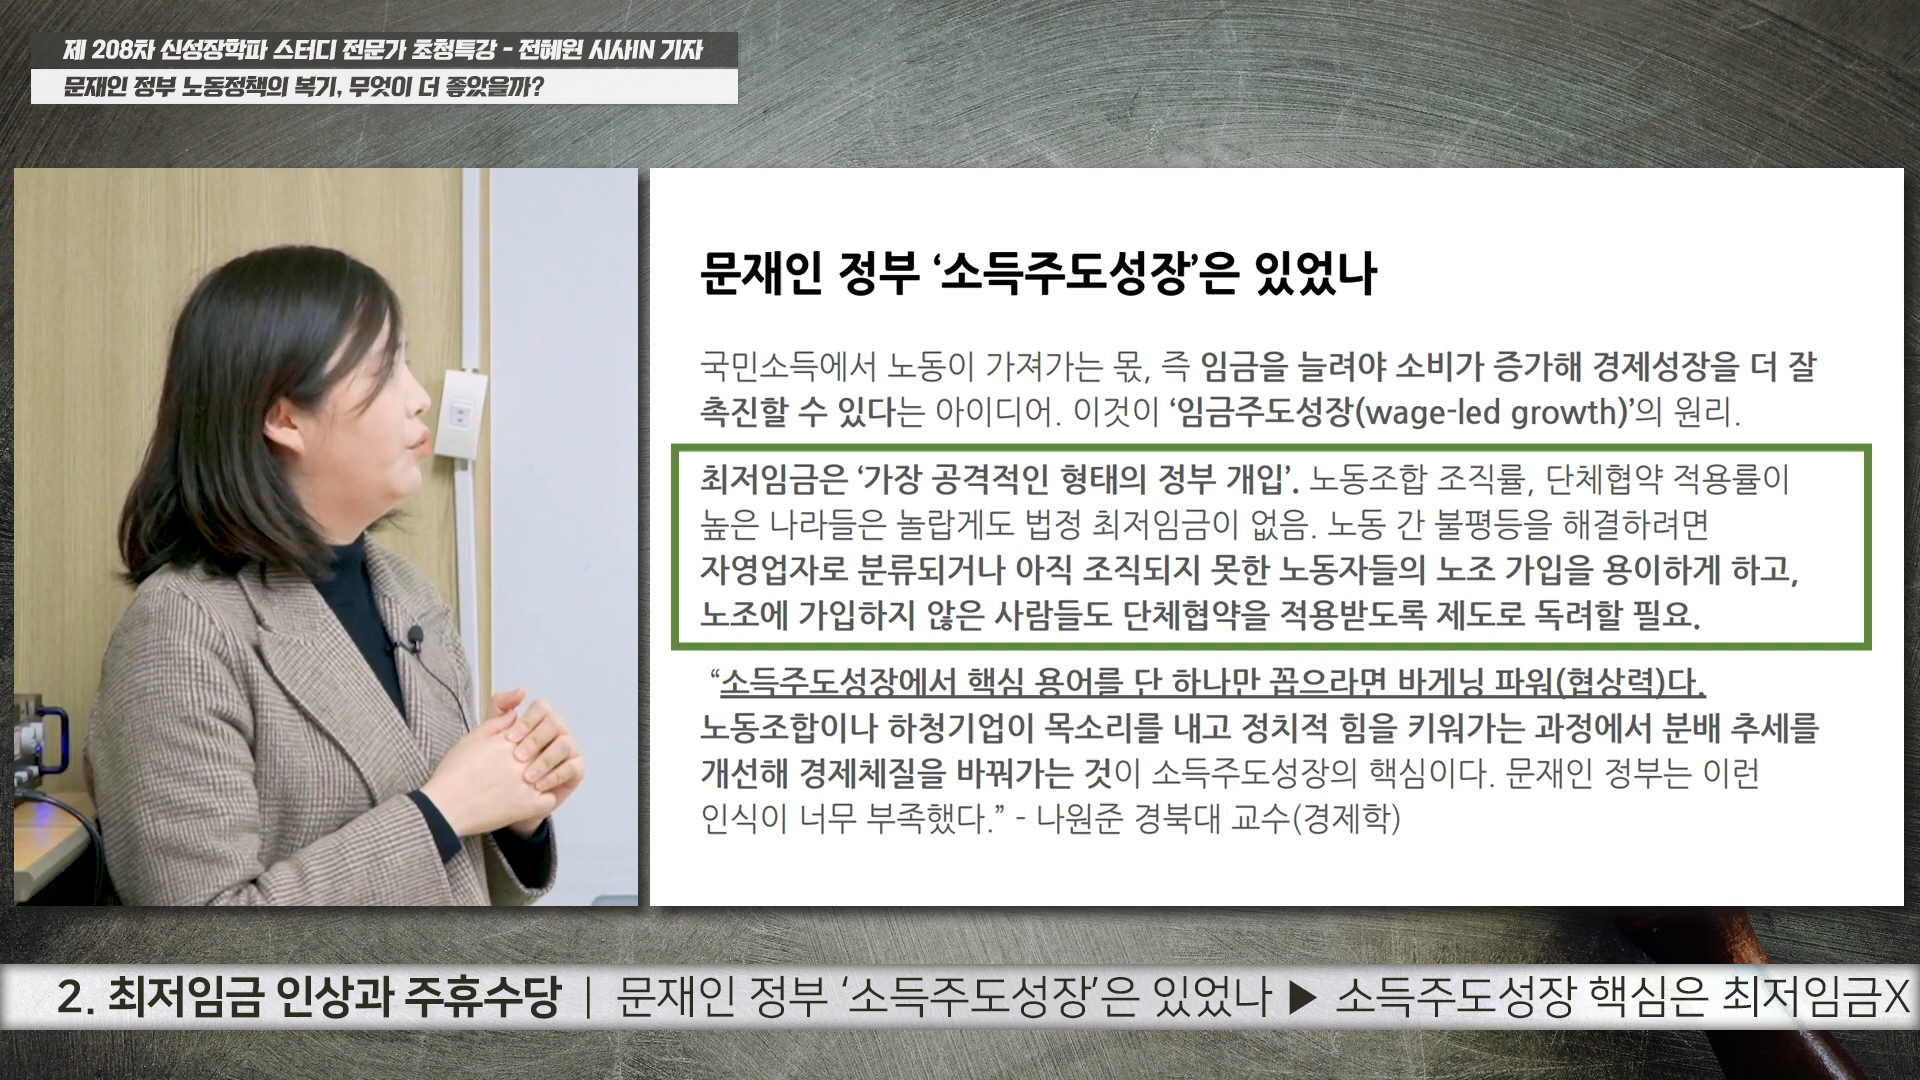 제 208차 신성장학파 스터디 전문가 초청특강 - 전혜원 시사IN 기자
문재인 정부 노동정책의 복기, 무엇이 더 좋았을까?
문재인 정부 ‘소득주도성장’은 있었나
국민소득에서 노동이 가져가는 몫, 즉 임금을 늘려야 소비가 증가해 경제성장을 더 잘
촉진할 수 있다는 아이디어. 이것이 ‘임금주도성장(wage-led growth)’의 원리.
최저임금은 ‘가장 공격적인 형태의 정부 개입’. 노동조합 조직률, 단체협약 적용률이
높은 나라들은 놀랍게도 법정 최저임금이 없음. 노동 간 불평등을 해결하려면
자영업자로 분류되거나 아직 조직되지 못한 노동자들의 노조 가입을 용이하게 하고,
노조에 가입하지 않은 사람들도 단체협약을 적용받도록 제도로 독려할 필요.
“소득주도성장에서 핵심 용어를 단 하나만 꼽으라면 바게닝 파워(협상력)다.
노동조합이나 하청기업이 목소리를 내고 정치적 힘을 키워가는 과정에서 분배 추세를
개선해 경제체질을 바꿔가는 것이 소득주도성장의 핵심이다. 문재인 정부는 이런
인식이 너무 부족했다.” - 나원준 경북대 교수(경제학)
2. 최저임금 인상과 주휴수당 | 문재인 정부 ‘소득주도성장’은 있었나 ▶ 소득주도성장 핵심은 최저임금X